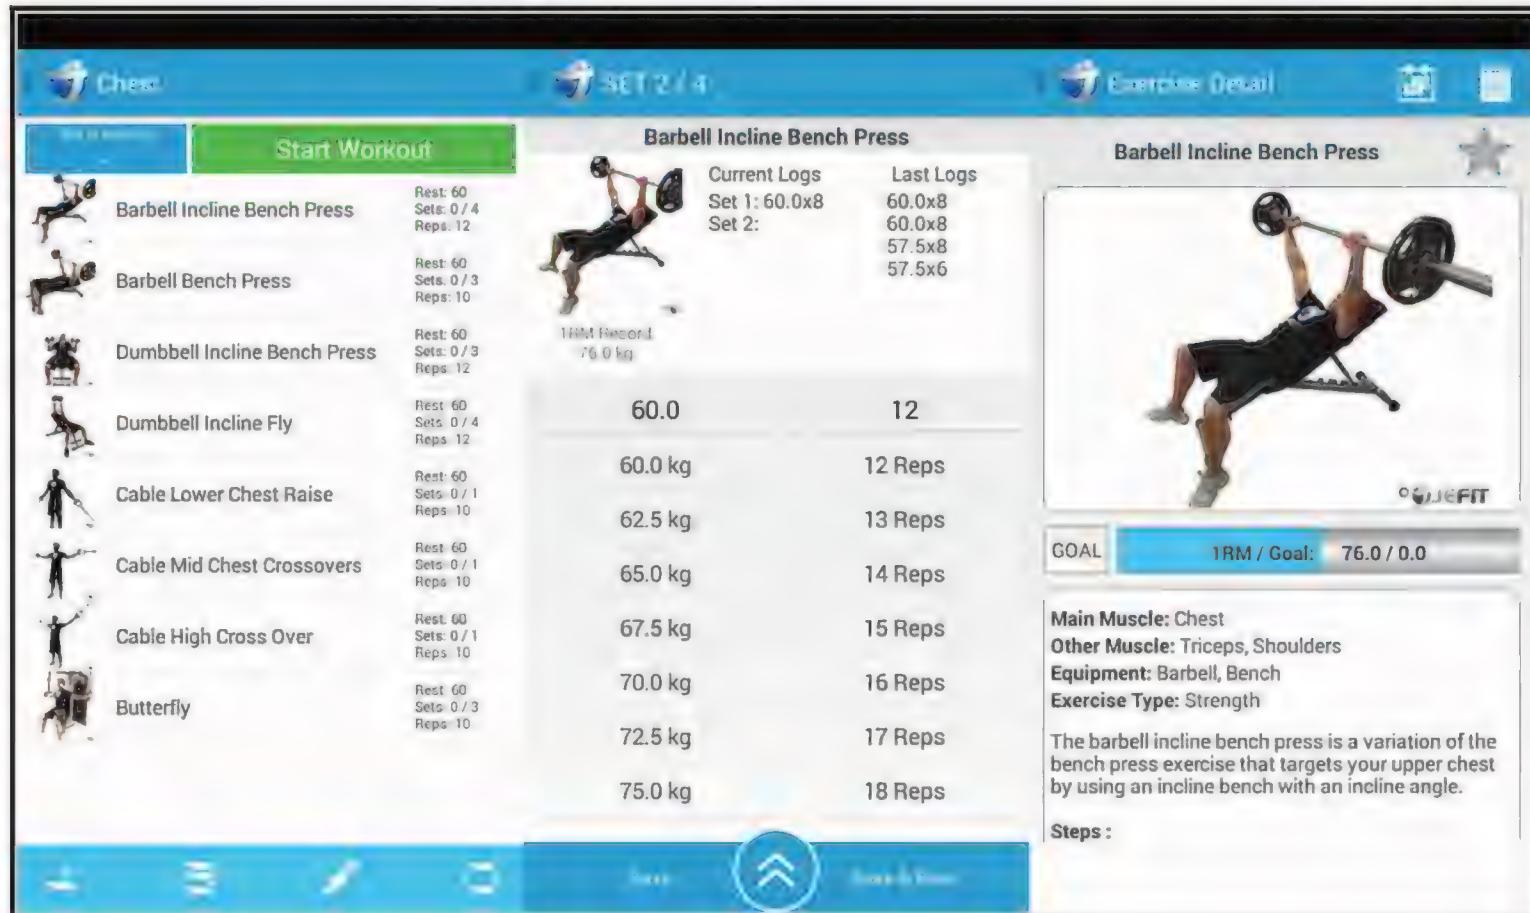 Chest
Start Workout
Barbell Incline Bench Press
Rest: 60
Sets: 0 / 4
Reps: 12
Barbell Bench Press
Rest: 60
Sets: 0 / 3
Reps: 10
Dumbbell Incline Bench Press
Rest: 60
Sets: 0 / 3
Reps: 12
Dumbbell Incline Fly
Rest: 60
Sets: 0 / 4
Reps: 12
Cable Lower Chest Raise
Rest: 60
Sets: 0 / 1
Reps: 10
Cable Mid Chest Crossovers
Rest: 60
Sets: 0 / 1
Reps: 10
Cable High Cross Over
Rest: 60
Sets: 0 / 1
Reps: 10
Butterfly
Rest: 60
Sets: 0 / 3
Reps: 10
SET 2 / 4
Barbell Incline Bench Press
Current Logs
Set 1: 60.0x8
Set 2:
Last Logs
60.0x8
60.0x8
57.5x8
57.5x6
1RM Record
76.0 kg
60.0 12
60.0 kg 12 Reps
62.5 kg 13 Reps
65.0 kg 14 Reps
67.5 kg 15 Reps
70.0 kg 16 Reps
72.5 kg 17 Reps
75.0 kg 18 Reps
Exercise Detail
Barbell Incline Bench Press
JEFIT
GOAL
1RM / Goal: 76.0 / 0.0
Main Muscle: Chest
Other Muscle: Triceps, Shoulders
Equipment: Barbell, Bench
Exercise Type: Strength
The barbell incline bench press is a variation of the
bench press exercise that targets your upper chest
by using an incline bench with an incline angle.
Steps :